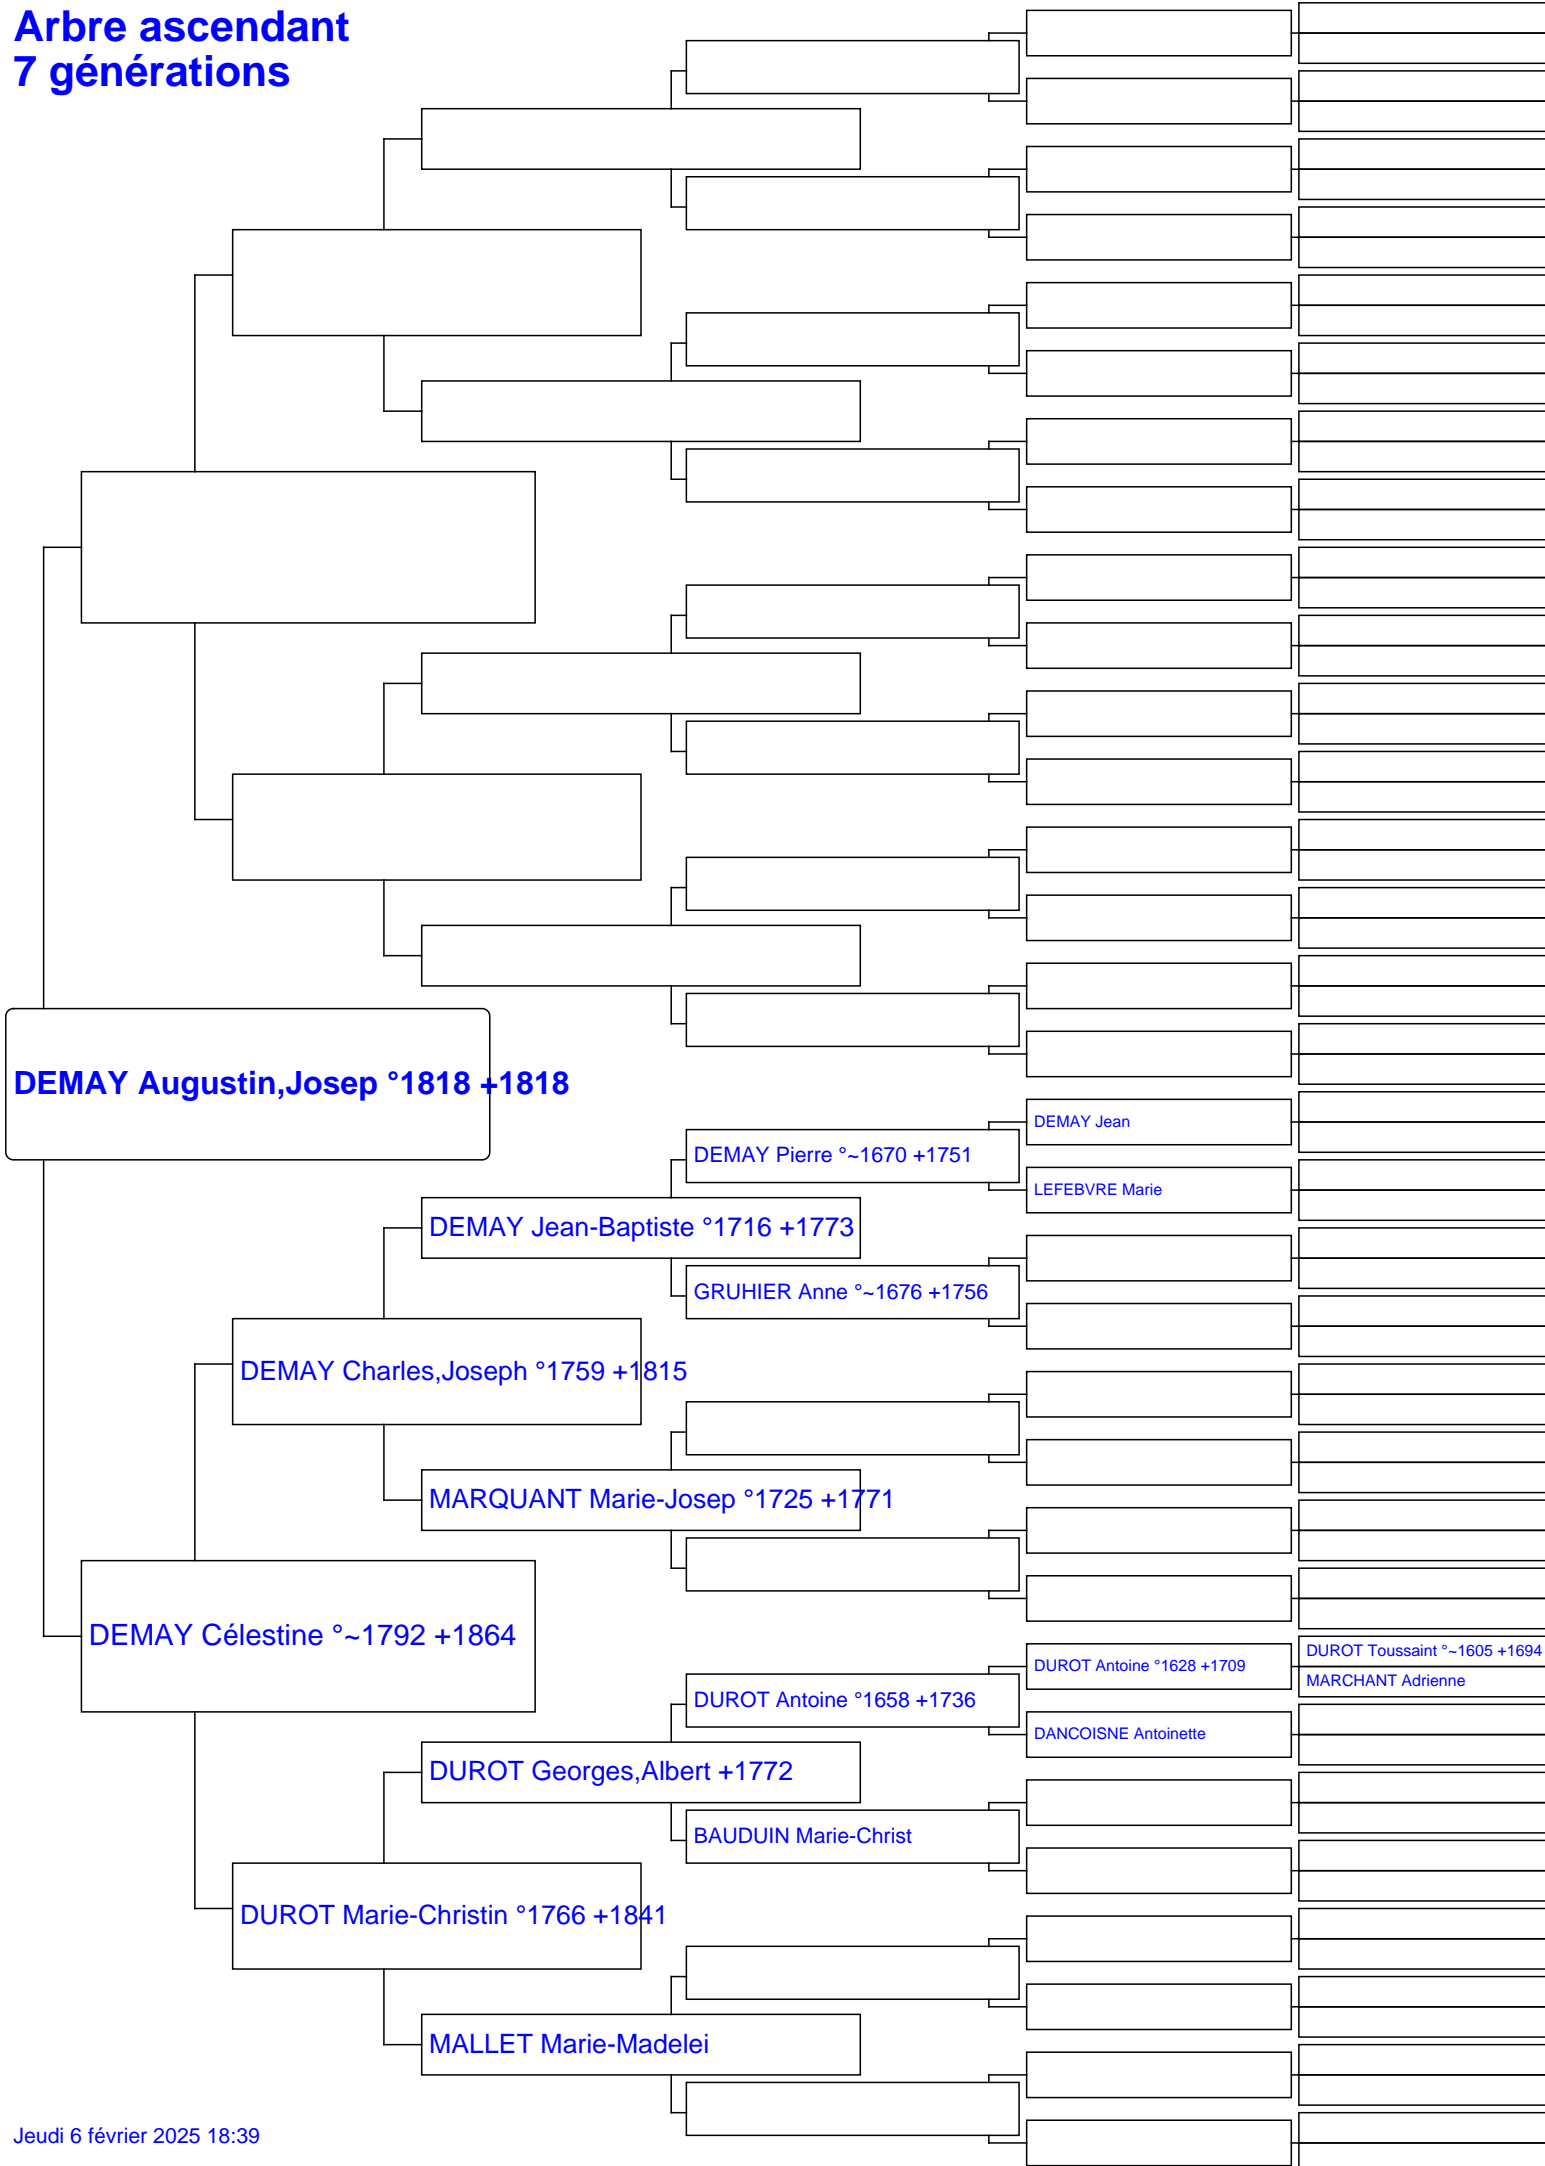 Arbre ascendant
7 générations
DEMAY Augustin,Josep °1818 +1818
DEMAY Jean
DEMAY Pierre °~1670 +1751
LEFEBVRE Marie
DEMAY Jean-Baptiste °1716 +1773
GRUHIER Anne °~1676 +1756
DEMAY Charles,Joseph °1759 +1815
MARQUANT Marie-Josep °1725 +1771
DEMAY Célestine °~1792 +1864
DUROT Toussaint °~1605 +1694
DUROT Antoine °1628 +1709
MARCHANT Adrienne
DUROT Antoine °1658 +1736
DANCOISNE Antoinette
DUROT Georges,Albert +1772
BAUDUIN Marie-Christ
DUROT Marie-Christin °1766 +1841
MALLET Marie-Madelei
Jeudi 6 février 2025 18:39